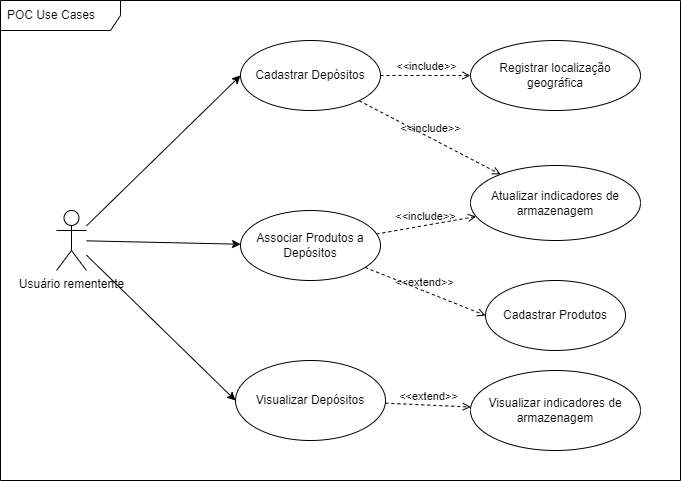 POC Use Cases
Cadastrar Depósitos
<<include>>
Registrar localização
geográfica
<<include>>
Atualizar indicadores de
armazenagem
<<include>>
Associar Produtos a
Depósitos
<<extend>>
Usuário rementente
Cadastrar Produtos
Visualizar Depósitos
<<extend>>
Visualizar indicadores de
armazenagem